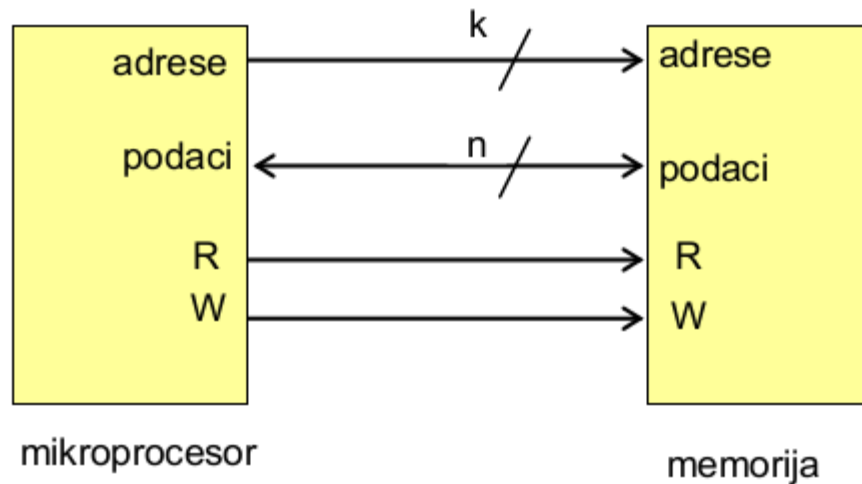 k
adrese
adrese
n
podaci
podaci
R
R
W
W
mikroprocesor
memorija